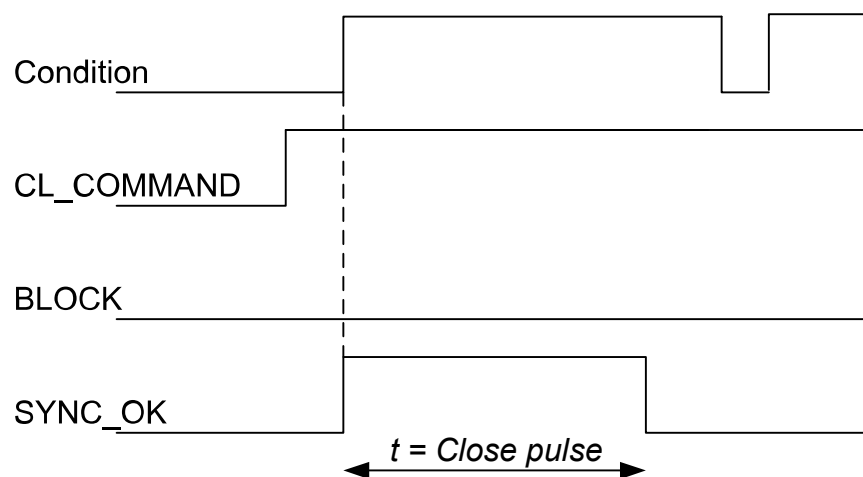 Condition
CL_COMMAND
BLOCK
SYNC_OK
t = Close pulse